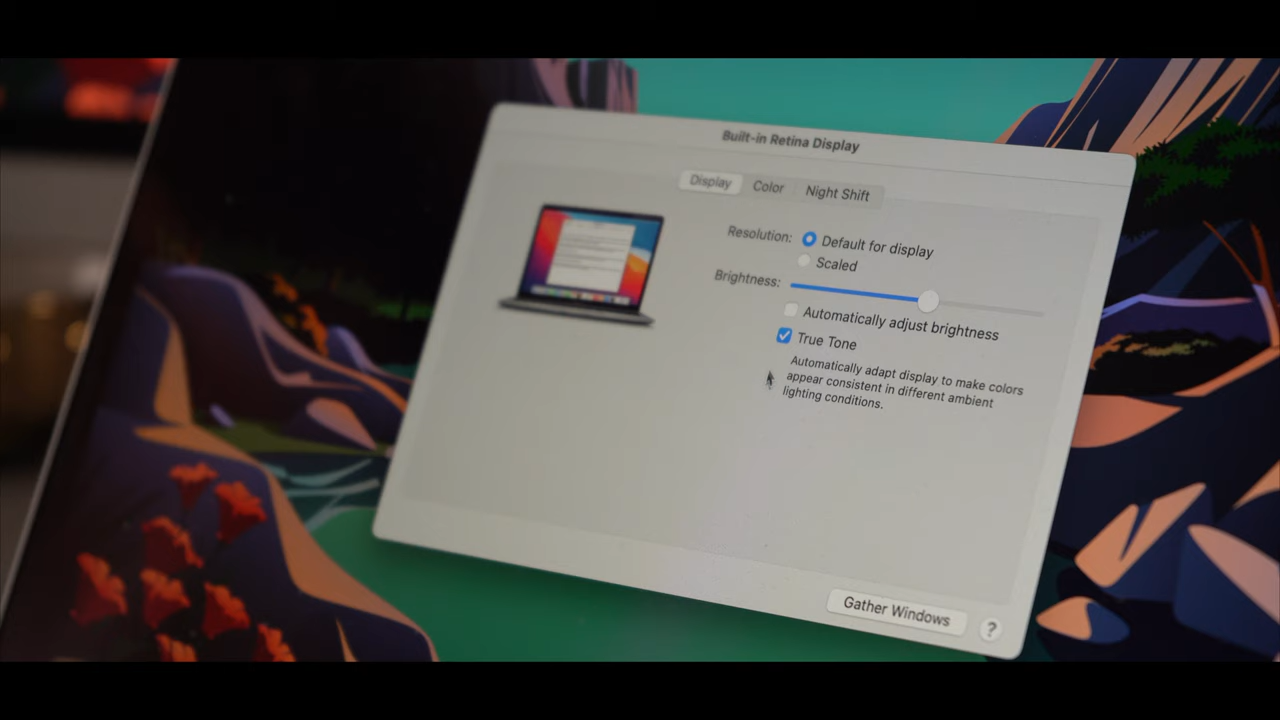 Built-in Retina Display
Display Color Night Shift
Resolution: Default for display
Scaled
Brightness:
Automatically adjust brightness
True Tone
Automatically adapt display to make colors
appear consistent in different ambient
lighting conditions.
Gather Windows ?